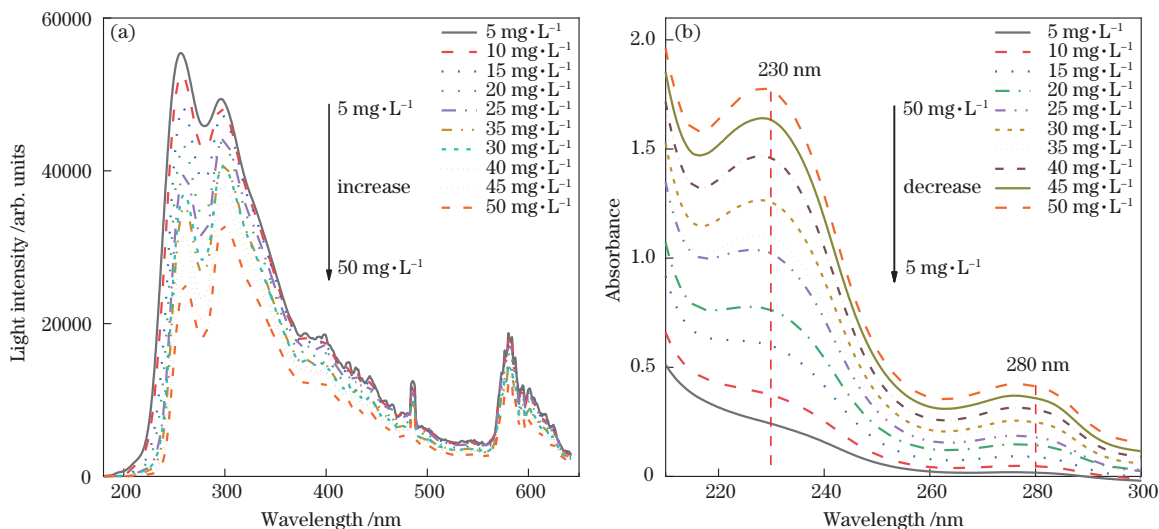 (a)
60000
40000
20000
0
Light intensity /arb. units
200
300
400
500
600
Wavelength /nm
5 mg·L⁻¹
increase
50 mg·L⁻¹
5 mg·L⁻¹
10 mg·L⁻¹
15 mg·L⁻¹
20 mg·L⁻¹
25 mg·L⁻¹
35 mg·L⁻¹
30 mg·L⁻¹
40 mg·L⁻¹
45 mg·L⁻¹
50 mg·L⁻¹
(b)
2.0
1.5
1.0
0.5
0
Absorbance
220
240
260
280
300
Wavelength /nm
230 nm
280 nm
50 mg·L⁻¹
decrease
5 mg·L⁻¹
5 mg·L⁻¹
10 mg·L⁻¹
15 mg·L⁻¹
20 mg·L⁻¹
25 mg·L⁻¹
30 mg·L⁻¹
35 mg·L⁻¹
40 mg·L⁻¹
45 mg·L⁻¹
50 mg·L⁻¹